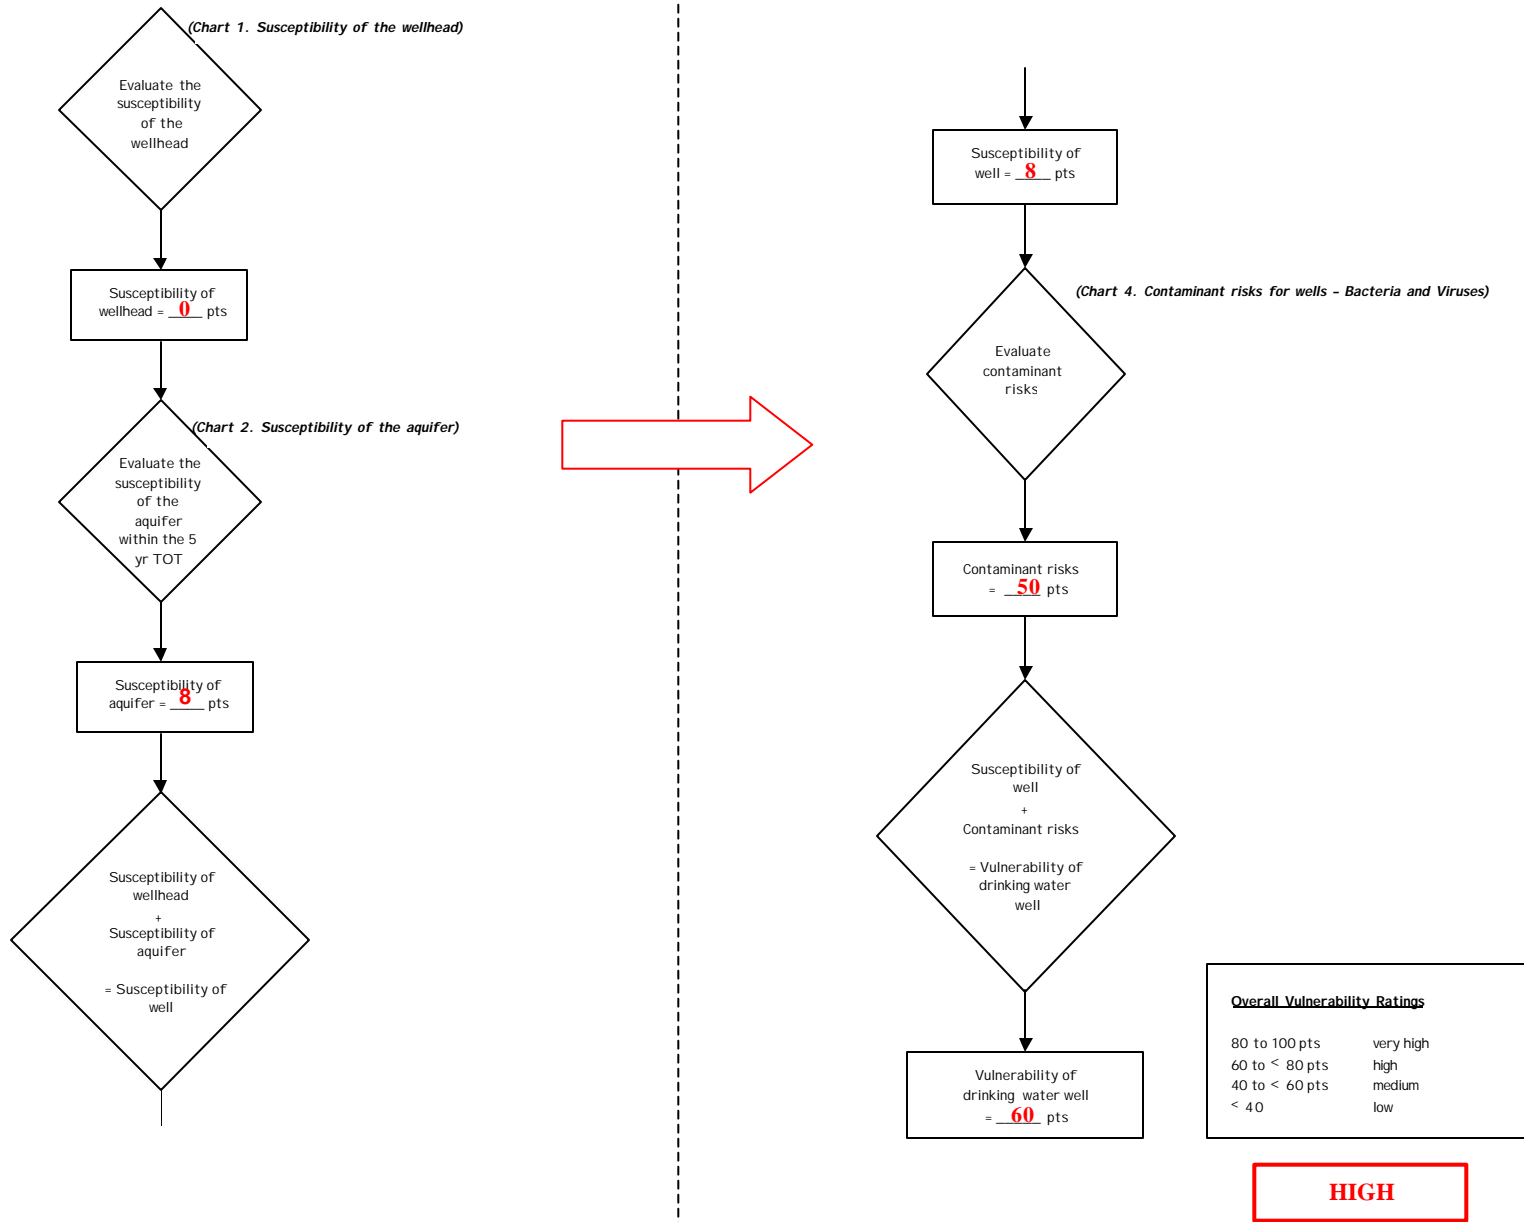 (Chart 1. Susceptibility of the wellhead)
Evaluate the
susceptibility
of the
wellhead
Susceptibility of
wellhead = __0__ pts
(Chart 2. Susceptibility of the aquifer)
Evaluate the
susceptibility
of the
aquifer
within the 5
yr TOT
Susceptibility of
aquifer = __8__ pts
Susceptibility of
wellhead
+
Susceptibility of
aquifer
= Susceptibility of
well
Susceptibility of
well = __8__ pts
(Chart 4. Contaminant risks for wells – Bacteria and Viruses)
Evaluate
contaminant
risks
Contaminant risks
= __50__ pts
Susceptibility of
well
+
Contaminant risks
= Vulnerability of
drinking water
well
Vulnerability of
drinking water well
= __60__ pts
Overall Vulnerability Ratings
80 to 100 pts very high
60 to < 80 pts high
40 to < 60 pts medium
< 40 low
HIGH